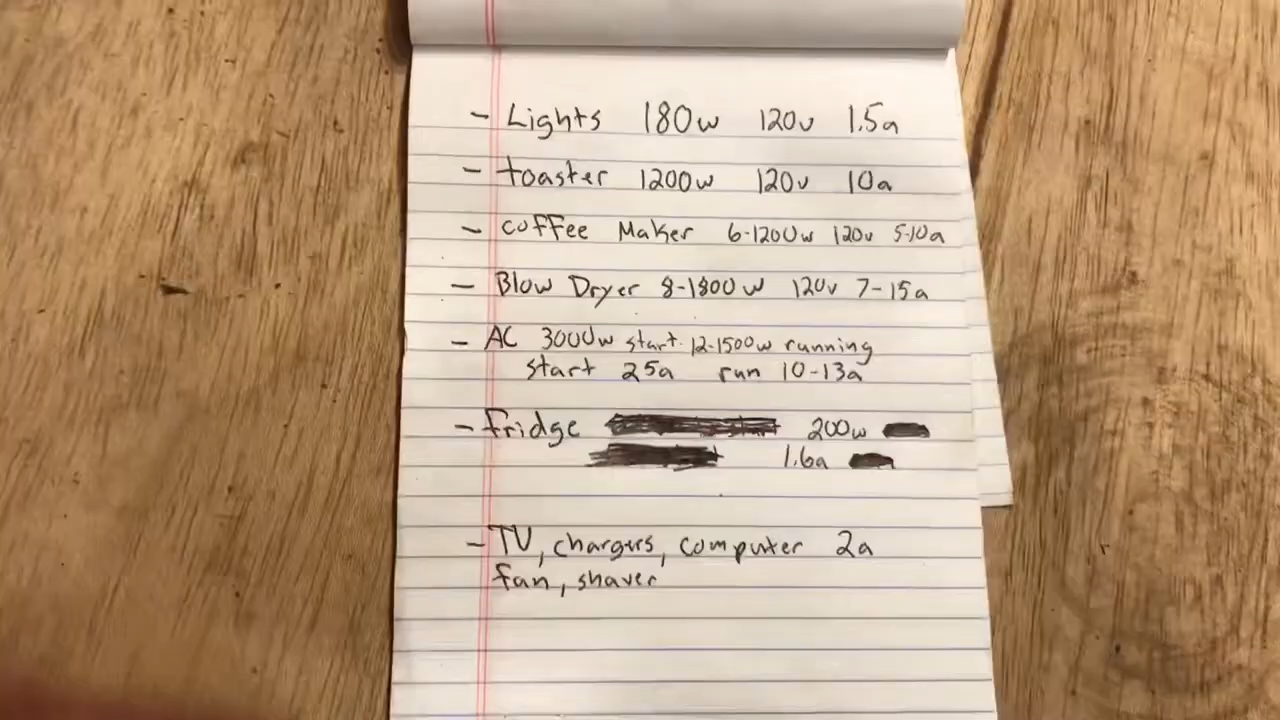 - Lights 180w 120v 1.5a
- toaster 1200w 120v 10a
- coffee Maker 6-1200w 120v 5-10a
- Blow Dryer 8-1800w 120v 7-15a
- AC 3000w start. 12-1500w running
start 25a run 10-13a
- fridge 200w
1.6a
- TV, chargers, computer 2a
fan, shaver